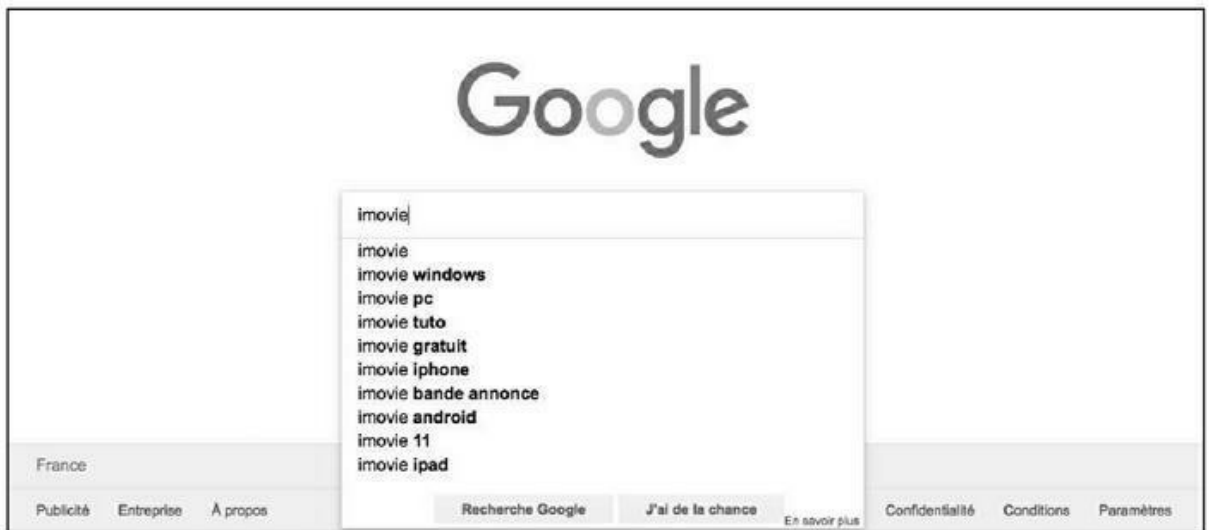 Google
imovie
imovie
imovie windows
imovie pc
imovie tuto
imovie gratuit
imovie iphone
imovie bande annonce
imovie android
imovie 11
imovie ipad
France
Recherche Google J'ai de la chance
En savoir plus
Publicité Entreprise À propos Confidentialité Conditions Paramètres